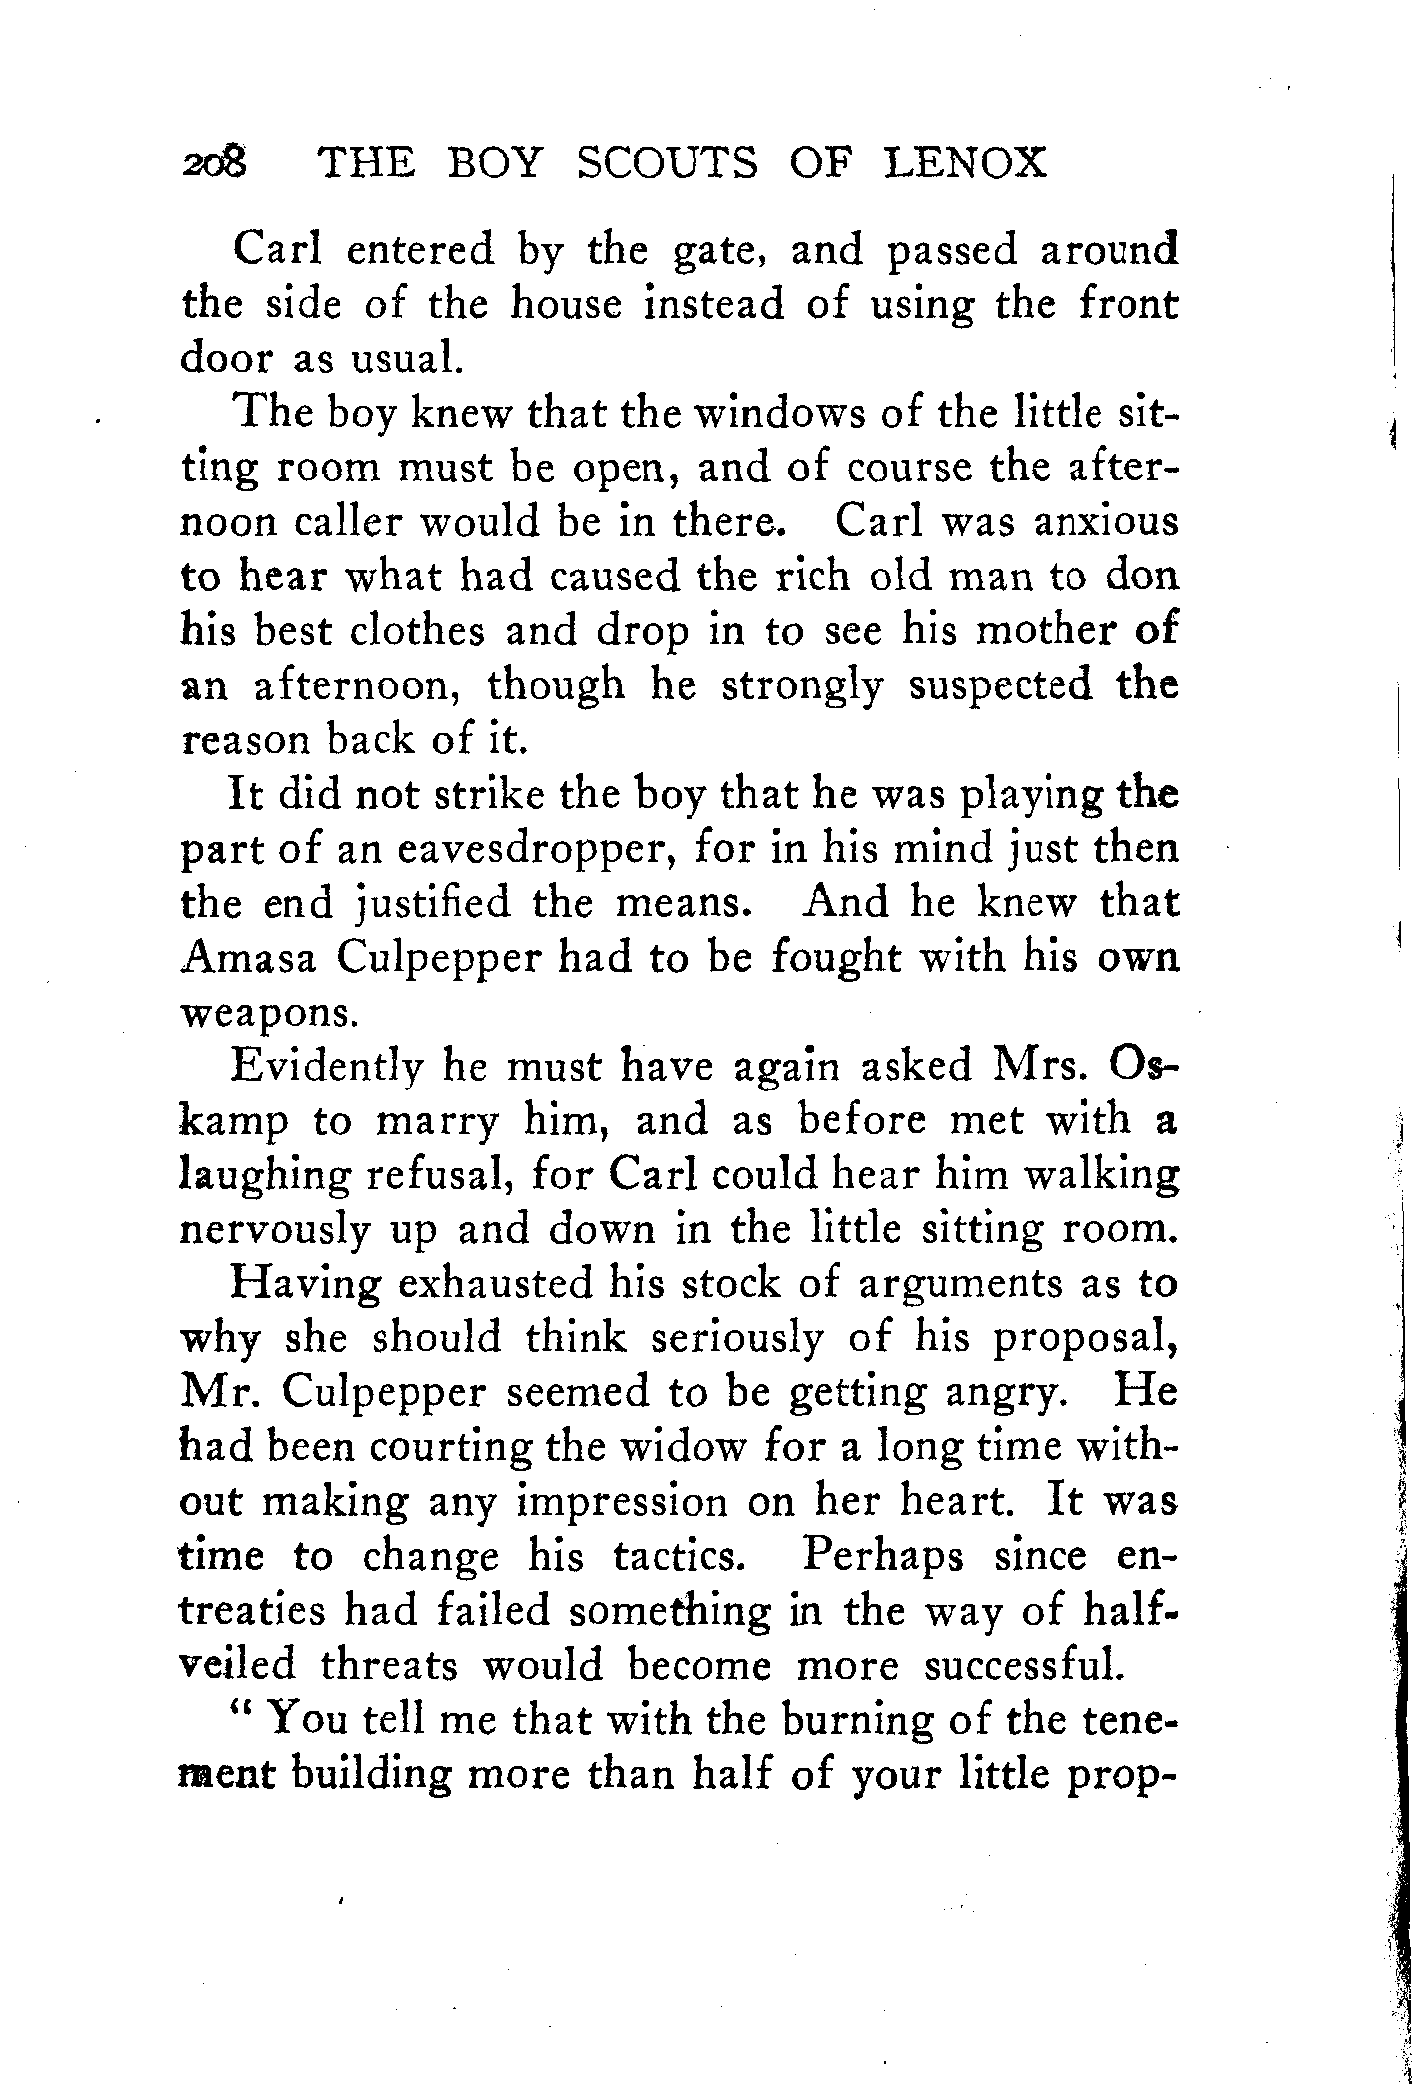 208 THE BOY SCOUTS OF LENOX
Carl entered by the gate, and passed around
the side of the house instead of using the front
door as usual.
The boy knew that the windows of the little sit-
ting room must be open, and of course the after-
noon caller would be in there. Carl was anxious
to hear what had caused the rich old man to don
his best clothes and drop in to see his mother of
an afternoon, though he strongly suspected the
reason back of it.
It did not strike the boy that he was playing the
part of an eavesdropper, for in his mind just then
the end justified the means. And he knew that
Amasa Culpepper had to be fought with his own
weapons.
Evidently he must have again asked Mrs. Os-
kamp to marry him, and as before met with a
laughing refusal, for Carl could hear him walking
nervously up and down in the little sitting room.
Having exhausted his stock of arguments as to
why she should think seriously of his proposal,
Mr. Culpepper seemed to be getting angry. He
had been courting the widow for a long time with-
out making any impression on her heart. It was
time to change his tactics. Perhaps since en-
treaties had failed something in the way of half-
veiled threats would become more successful.
“ You tell me that with the burning of the tene-
ment building more than half of your little prop-